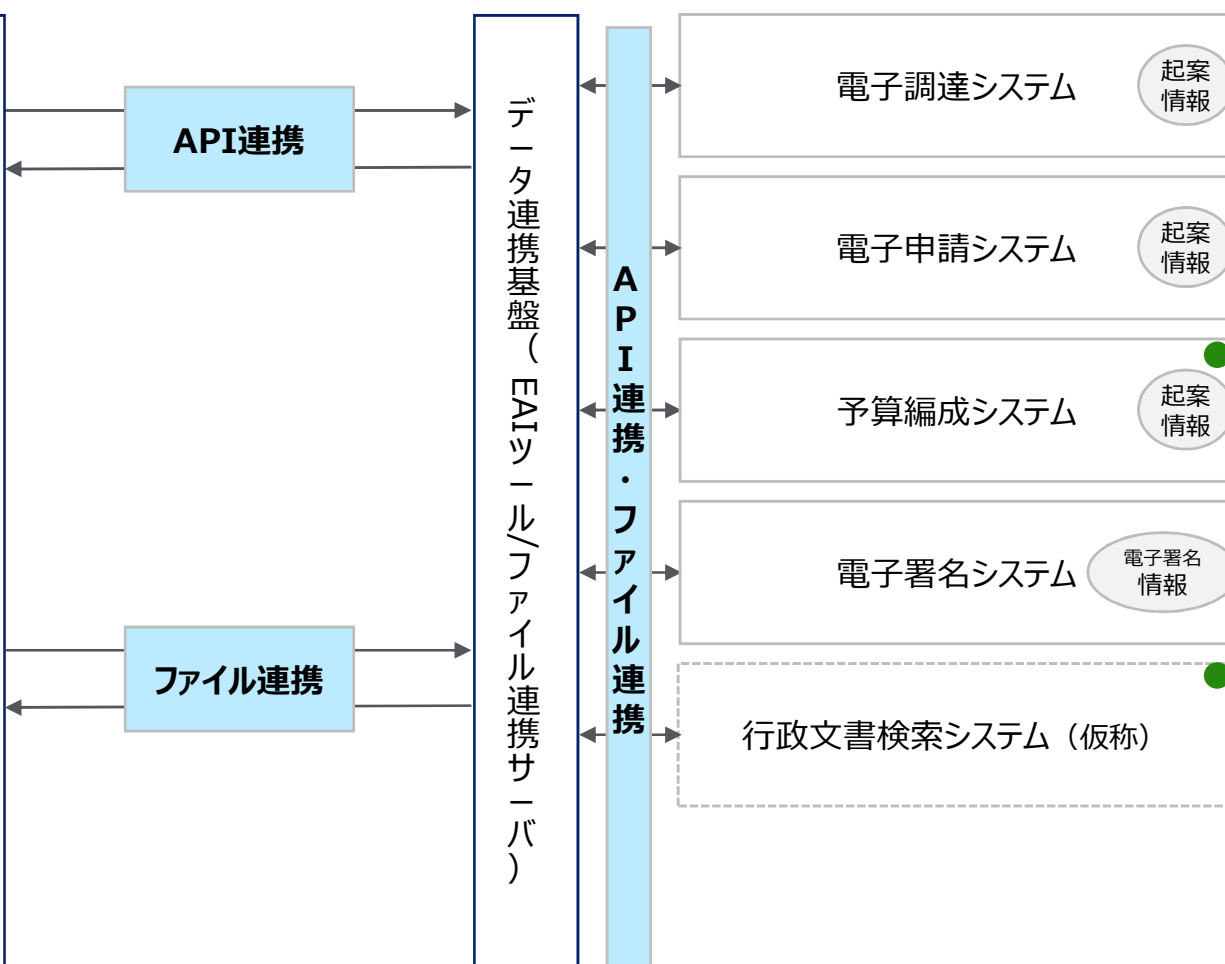 API連携
ファイル連携
データ連携基盤（EAIツール/ファイル連携サーバ）
API連携・ファイル連携
電子調達システム
起案
情報
電子申請システム
起案
情報
予算編成システム
起案
情報
電子署名システム
電子署名
情報
行政文書検索システム（仮称）